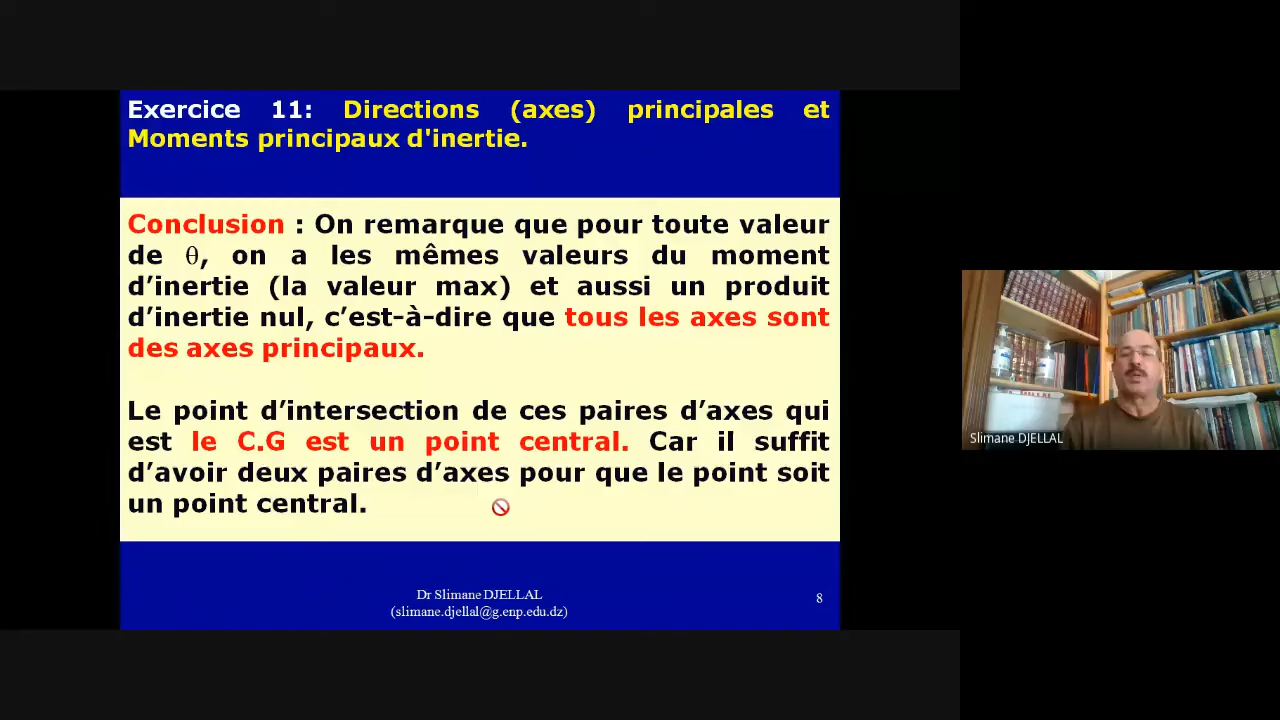 Exercice 11: Directions (axes) principales et
Moments principaux d'inertie.
Conclusion : On remarque que pour toute valeur
de θ, on a les mêmes valeurs du moment
d’inertie (la valeur max) et aussi un produit
d’inertie nul, c’est-à-dire que tous les axes sont
des axes principaux.
Le point d’intersection de ces paires d’axes qui
est le C.G est un point central. Car il suffit
d’avoir deux paires d’axes pour que le point soit
un point central.
Dr Slimane DJELLAL
(slimane.djellal@g.enp.edu.dz)
8
Slimane DJELLAL